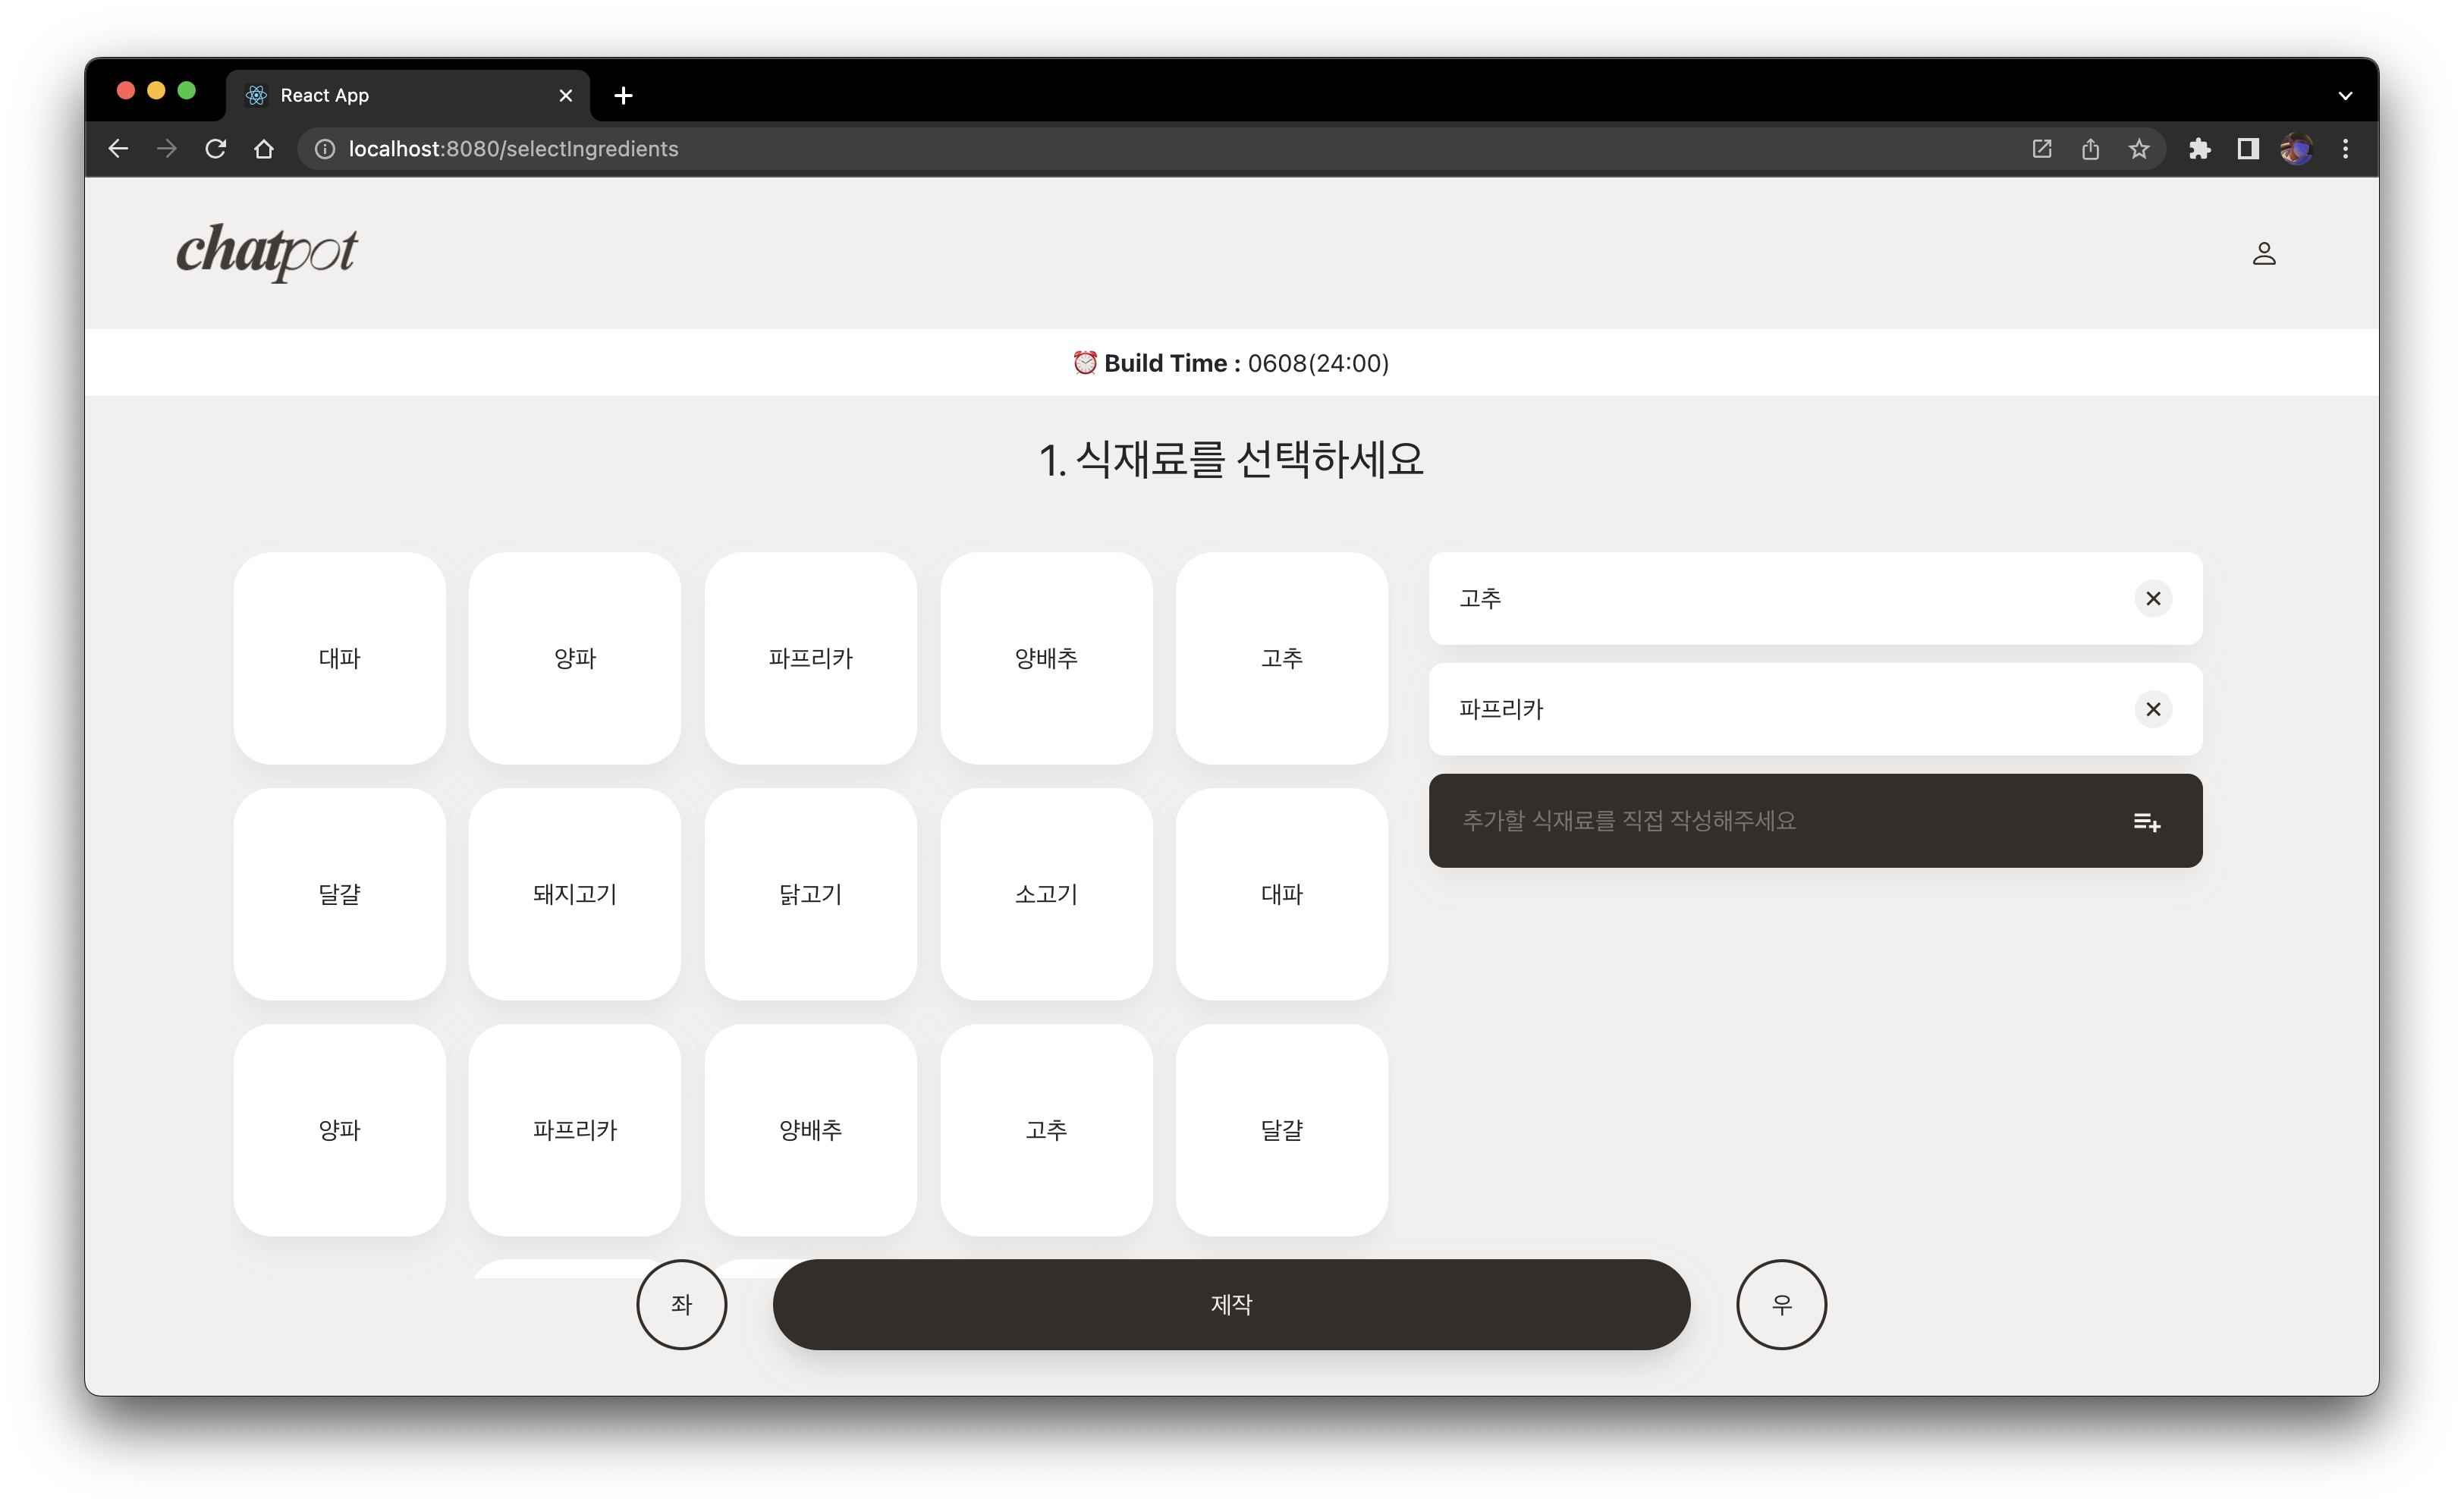 React App
localhost:8080/selectIngredients
chatpot
⏰ Build Time : 0608(24:00)
1. 식재료를 선택하세요
대파 양파 파프리카 양배추 고추
달걀 돼지고기 닭고기 소고기 대파
양파 파프리카 양배추 고추 달걀
고추
파프리카
추가할 식재료를 직접 작성해주세요
좌 제작 우